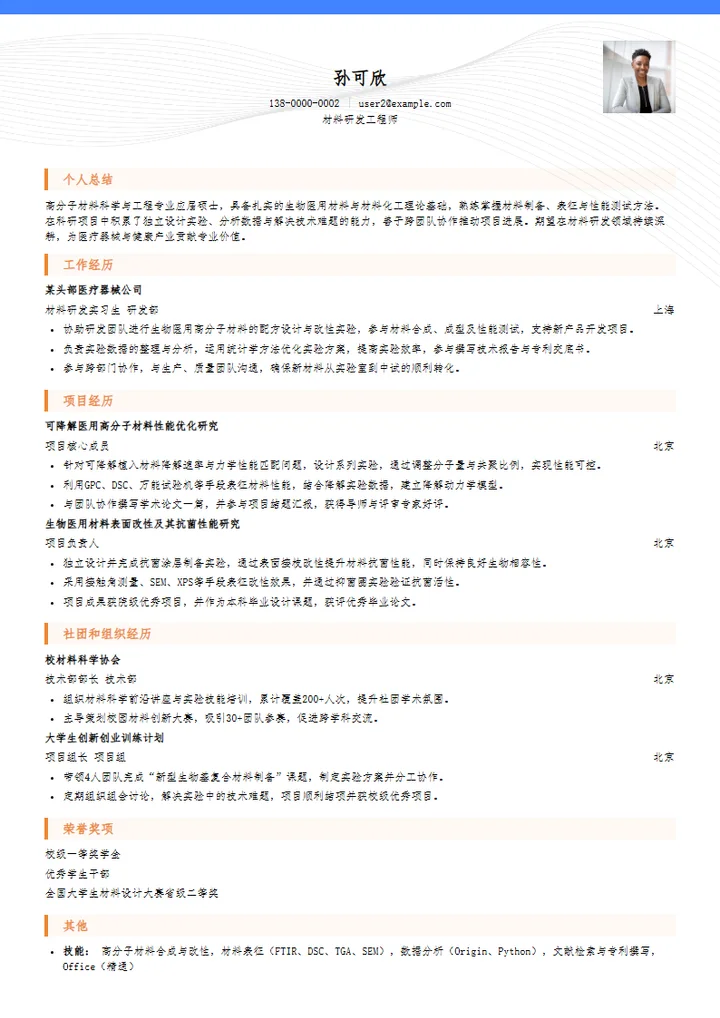 孙可欣
138-0000-0002 | user2@example.com
材料研发工程师
个人总结
高分子材料科学与工程专业应届硕士，具备扎实的生物医用材料与材料化工理论基础，熟练掌握材料制备、表征与性能测试方法。
在科研项目中积累了独立设计实验、分析数据与解决技术难题的能力，善于跨团队协作推动项目进展。期望在材料研发领域持续深
耕，为医疗器械与健康产业贡献专业价值。
工作经历
某头部医疗器械公司
材料研发实习生 研发部 上海
• 协助研发团队进行生物医用高分子材料的配方设计与改性实验，参与材料合成、成型及性能测试，支持新产品开发项目。
• 负责实验数据的整理与分析，运用统计学方法优化实验方案，提高实验效率，参与撰写技术报告与专利交底书。
• 参与跨部门协作，与生产、质量团队沟通，确保新材料从实验室到中试的顺利转化。
项目经历
可降解医用高分子材料性能优化研究
项目核心成员 北京
• 针对可降解植入材料降解速率与力学性能匹配问题，设计系列实验，通过调整分子量与共聚比例，实现性能可控。
• 利用GPC、DSC、万能试验机等手段表征材料性能，结合降解实验数据，建立降解动力学模型。
• 与团队协作撰写学术论文一篇，并参与项目结题汇报，获得导师与评审专家好评。
生物医用材料表面改性及其抗菌性能研究
项目负责人 北京
• 独立设计并完成抗菌涂层制备实验，通过表面接枝改性提升材料抗菌性能，同时保持良好生物相容性。
• 采用接触角测量、SEM、XPS等手段表征改性效果，并通过抑菌圈实验验证抗菌活性。
• 项目成果获院级优秀项目，并作为本科毕业设计课题，获评优秀毕业论文。
社团和组织经历
校材料科学协会
技术部部长 技术部 北京
• 组织材料科学前沿讲座与实验技能培训，累计覆盖200+人次，提升社团学术氛围。
• 主导策划校园材料创新大赛，吸引30+团队参赛，促进跨学科交流。
大学生创新创业训练计划
项目组长 项目组 北京
• 带领4人团队完成“新型生物基复合材料制备”课题，制定实验方案并分工协作。
• 定期组织组会讨论，解决实验中的技术难题，项目顺利结项并获校级优秀项目。
荣誉奖项
校级一等奖学金
优秀学生干部
全国大学生材料设计大赛省级二等奖
其他
• 技能： 高分子材料合成与改性，材料表征（FTIR、DSC、TGA、SEM），数据分析（Origin、Python），文献检索与专利撰写，
Office（精通）